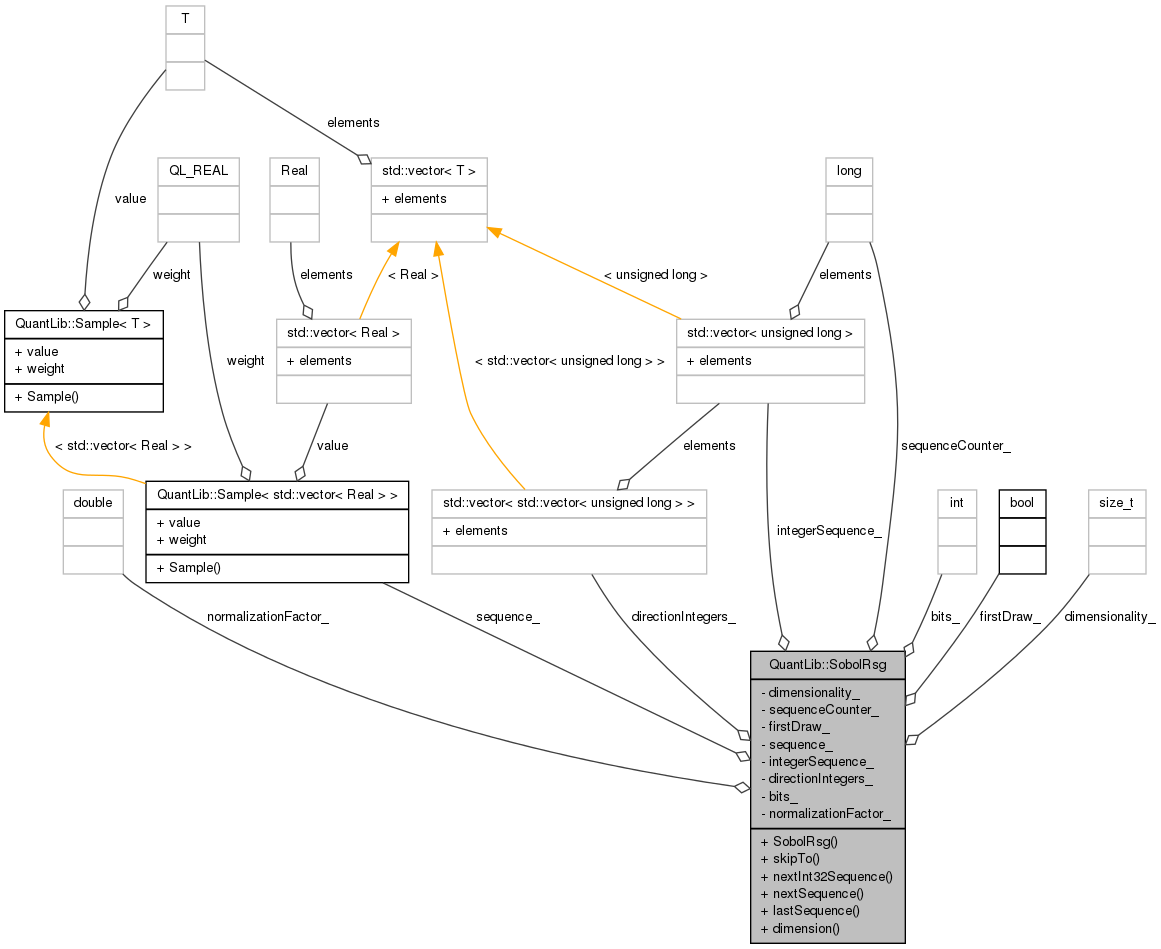 T
elements
QL_REAL
Real
std::vector< T >
+ elements
long
value
weight
elements
< Real >
< unsigned long >
elements
QuantLib::Sample< T >
+ value
+ weight
+ Sample()
std::vector< Real >
+ elements
std::vector< unsigned long >
+ elements
weight
< std::vector< unsigned long > >
< std::vector< Real > >
value
elements
sequenceCounter_
double
QuantLib::Sample< std::vector< Real > >
+ value
+ weight
+ Sample()
std::vector< std::vector< unsigned long > >
+ elements
integerSequence_
int
bool
size_t
normalizationFactor_
sequence_
directionIntegers_
bits_
firstDraw_
dimensionality_
QuantLib::SobolRsg
- dimensionality_
- sequenceCounter_
- firstDraw_
- sequence_
- integerSequence_
- directionIntegers_
- bits_
- normalizationFactor_
+ SobolRsg()
+ skipTo()
+ nextInt32Sequence()
+ nextSequence()
+ lastSequence()
+ dimension()